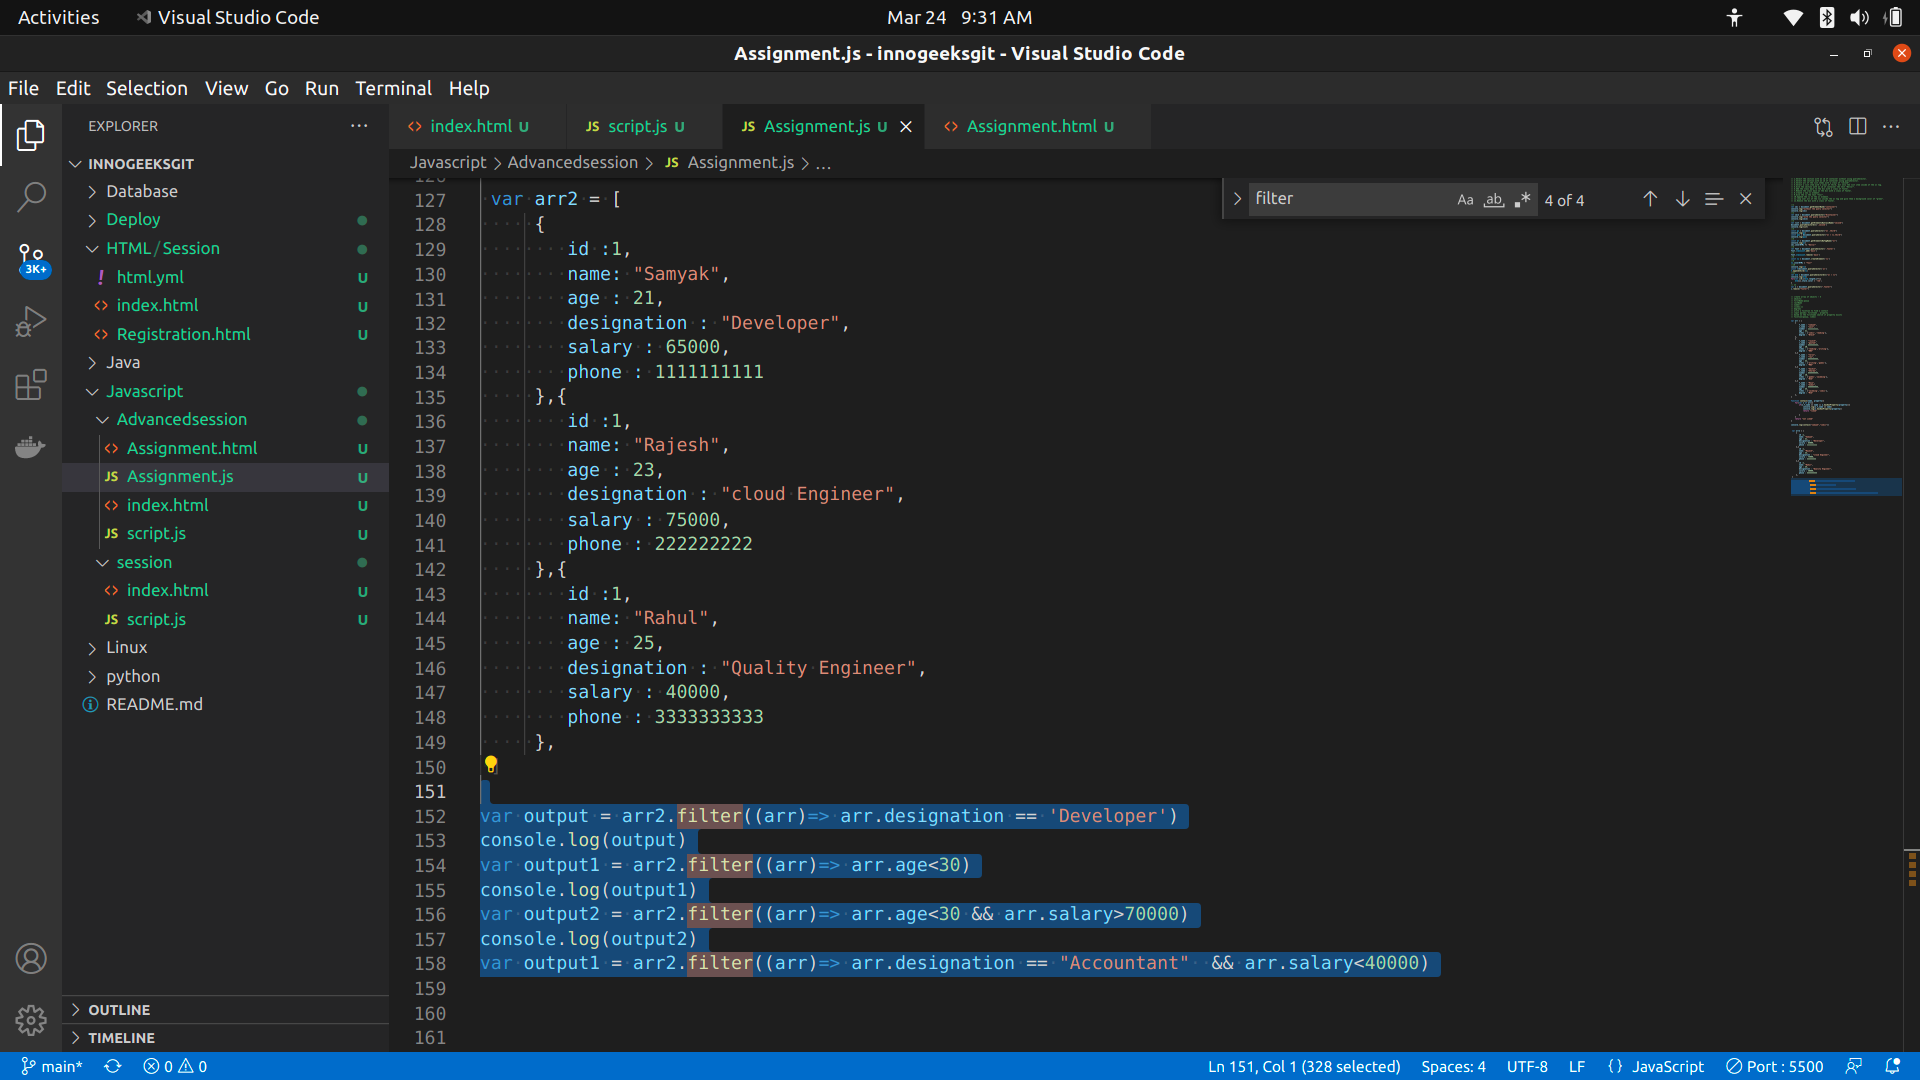 Activities Visual Studio Code Mar 24 9:31 AM
Assignment.js - innogeeksgit - Visual Studio Code
File Edit Selection View Go Run Terminal Help
EXPLORER
INNOGEEKSGIT
Database
Deploy
HTML / Session
! html.yml U
<> index.html U
<> Registration.html U
Java
Javascript
Advancedsession
<> Assignment.html U
JS Assignment.js U
<> index.html U
JS script.js U
session
<> index.html U
JS script.js U
Linux
python
README.md
OUTLINE
TIMELINE
3K+
<> index.html U JS script.js U JS Assignment.js U <> Assignment.html U
Javascript > Advancedsession > JS Assignment.js > ...
filter Aa ab .* 4 of 4
127 var arr2 = [
128 {
129 id :1,
130 name: "Samyak",
131 age : 21,
132 designation : "Developer",
133 salary : 65000,
134 phone : 1111111111
135 },{
136 id :1,
137 name: "Rajesh",
138 age : 23,
139 designation : "cloud Engineer",
140 salary : 75000,
141 phone : 222222222
142 },{
143 id :1,
144 name: "Rahul",
145 age : 25,
146 designation : "Quality Engineer",
147 salary : 40000,
148 phone : 3333333333
149 },
150
151
152 var output = arr2.filter((arr)=> arr.designation == 'Developer')
153 console.log(output)
154 var output1 = arr2.filter((arr)=> arr.age<30)
155 console.log(output1)
156 var output2 = arr2.filter((arr)=> arr.age<30 && arr.salary>70000)
157 console.log(output2)
158 var output1 = arr2.filter((arr)=> arr.designation == "Accountant"  && arr.salary<40000)
159
160
161
main* 0 0 Ln 151, Col 1 (328 selected) Spaces: 4 UTF-8 LF {} JavaScript Port : 5500